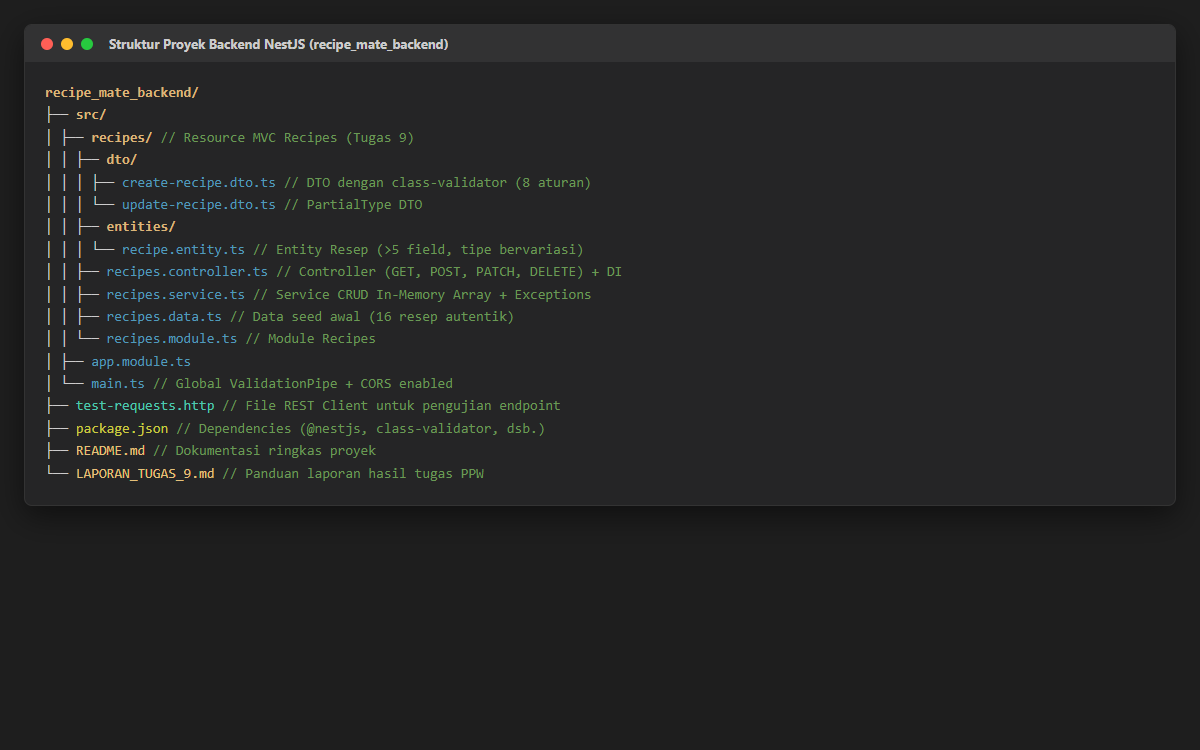 Struktur Proyek Backend NestJS (recipe_mate_backend)
recipe_mate_backend/
├── src/
│ ├── recipes/ // Resource MVC Recipes (Tugas 9)
│ │ ├── dto/
│ │ │ ├── create-recipe.dto.ts // DTO dengan class-validator (8 aturan)
│ │ │ └── update-recipe.dto.ts // PartialType DTO
│ │ ├── entities/
│ │ │ └── recipe.entity.ts // Entity Resep (>5 field, tipe bervariasi)
│ │ ├── recipes.controller.ts // Controller (GET, POST, PATCH, DELETE) + DI
│ │ ├── recipes.service.ts // Service CRUD In-Memory Array + Exceptions
│ │ ├── recipes.data.ts // Data seed awal (16 resep autentik)
│ │ └── recipes.module.ts // Module Recipes
│ ├── app.module.ts
│ └── main.ts // Global ValidationPipe + CORS enabled
├── test-requests.http // File REST Client untuk pengujian endpoint
├── package.json // Dependencies (@nestjs, class-validator, dsb.)
├── README.md // Dokumentasi ringkas proyek
└── LAPORAN_TUGAS_9.md // Panduan laporan hasil tugas PPW